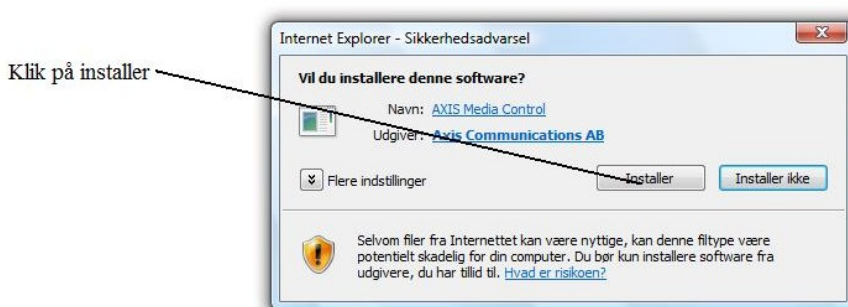 Internet Explorer - Sikkerhedsadvarsel
Klik på installer
Vil du installere denne software?
Navn: AXIS Media Control
Udgiver: Axis Communications AB
Flere indstillinger
Installer
Installer ikke
Selvom filer fra Internettet kan være nyttige, kan denne filtype være
potentielt skadelig for din computer. Du bør kun installere software fra
udgivere, du har tillid til. Hvad er risikoen?